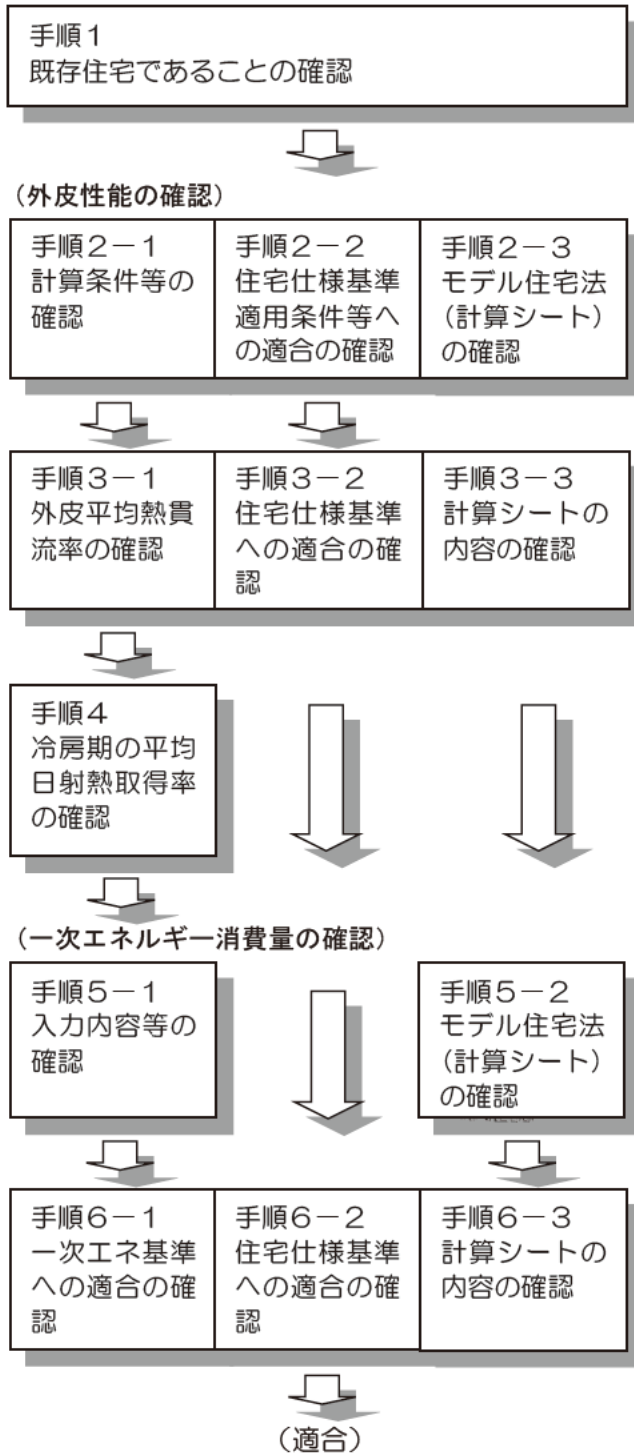 手順１
既存住宅であることの確認
（外皮性能の確認）
手順２－１
計算条件等の
確認
手順２－２
住宅仕様基準
適用条件等へ
の適合の確認
手順２－３
モデル住宅法
（計算シート）
の確認
手順３－１
外皮平均熱貫
流率の確認
手順３－２
住宅仕様基準
への適合の確
認
手順３－３
計算シートの
内容の確認
手順４
冷房期の平均
日射熱取得率
の確認
（一次エネルギー消費量の確認）
手順５－１
入力内容等の
確認
手順５－２
モデル住宅法
（計算シート）
の確認
手順６－１
一次エネ基準
への適合の確
認
手順６－２
住宅仕様基準
への適合の確
認
手順６－３
計算シートの
内容の確認
（適合）